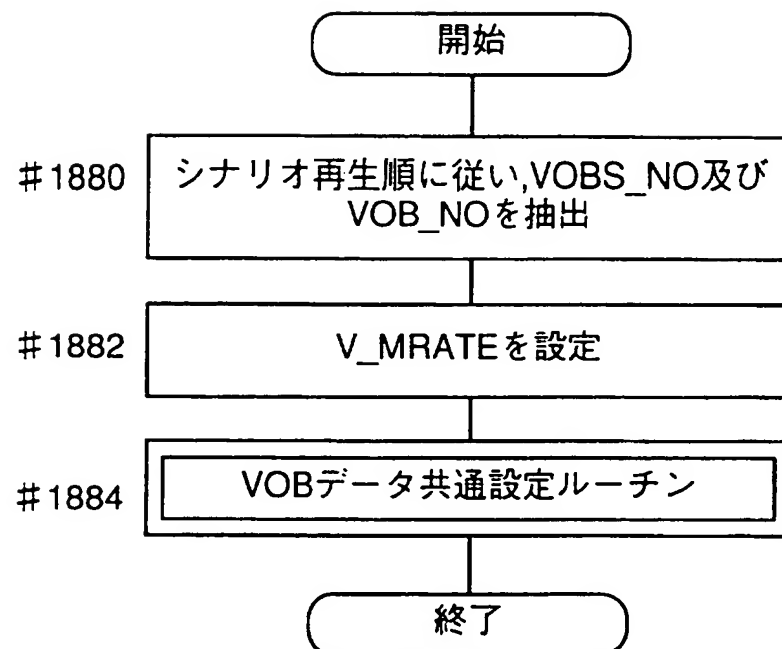 開始
#1880
シナリオ再生順に従い,VOBS_NO及び
VOB_NOを抽出
#1882
V_MRATEを設定
#1884
VOBデータ共通設定ルーチン
終了